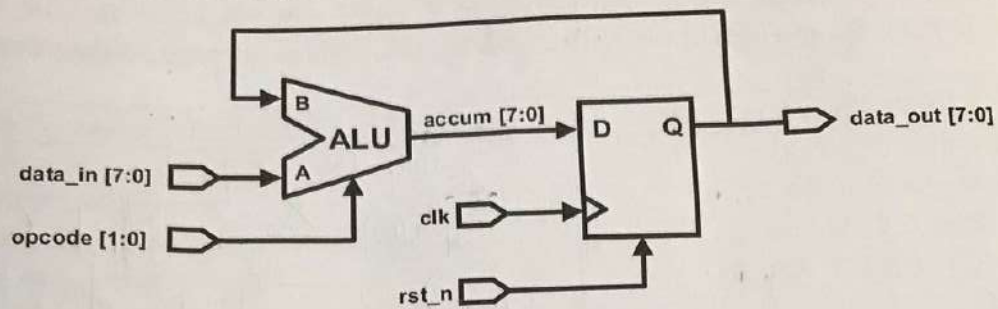 B
ALU
A
accum [7:0]
D
Q
data_out [7:0]
data_in [7:0]
clk
opcode [1:0]
rst_n